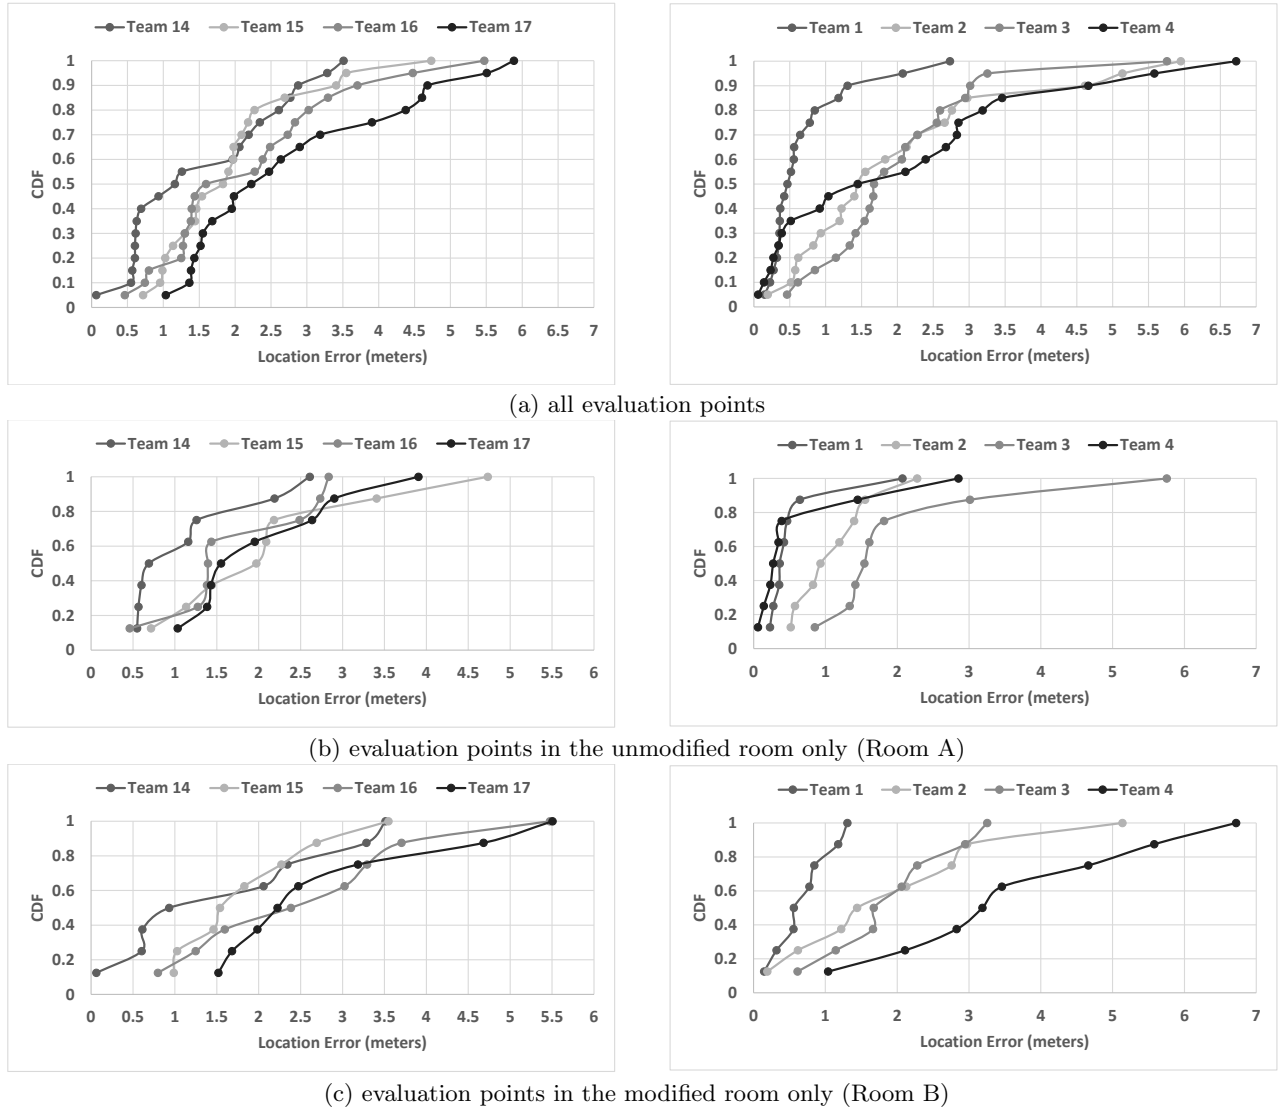 Team 14 Team 15 Team 16 Team 17
CDF
1
0.9
0.8
0.7
0.6
0.5
0.4
0.3
0.2
0.1
0
0 0.5 1 1.5 2 2.5 3 3.5 4 4.5 5 5.5 6 6.5 7
Location Error (meters)
Team 1 Team 2 Team 3 Team 4
CDF
1
0.9
0.8
0.7
0.6
0.5
0.4
0.3
0.2
0.1
0
0 0.5 1 1.5 2 2.5 3 3.5 4 4.5 5 5.5 6 6.5 7
Location Error (meters)
(a) all evaluation points
Team 14 Team 15 Team 16 Team 17
CDF
1
0.8
0.6
0.4
0.2
0
0 0.5 1 1.5 2 2.5 3 3.5 4 4.5 5 5.5 6
Location Error (meters)
Team 1 Team 2 Team 3 Team 4
CDF
1
0.8
0.6
0.4
0.2
0
0 1 2 3 4 5 6 7
Location Error (meters)
(b) evaluation points in the unmodified room only (Room A)
Team 14 Team 15 Team 16 Team 17
CDF
1
0.8
0.6
0.4
0.2
0
0 0.5 1 1.5 2 2.5 3 3.5 4 4.5 5 5.5 6
Location Error (meters)
Team 1 Team 2 Team 3 Team 4
CDF
1
0.8
0.6
0.4
0.2
0
0 1 2 3 4 5 6 7
Location Error (meters)
(c) evaluation points in the modified room only (Room B)